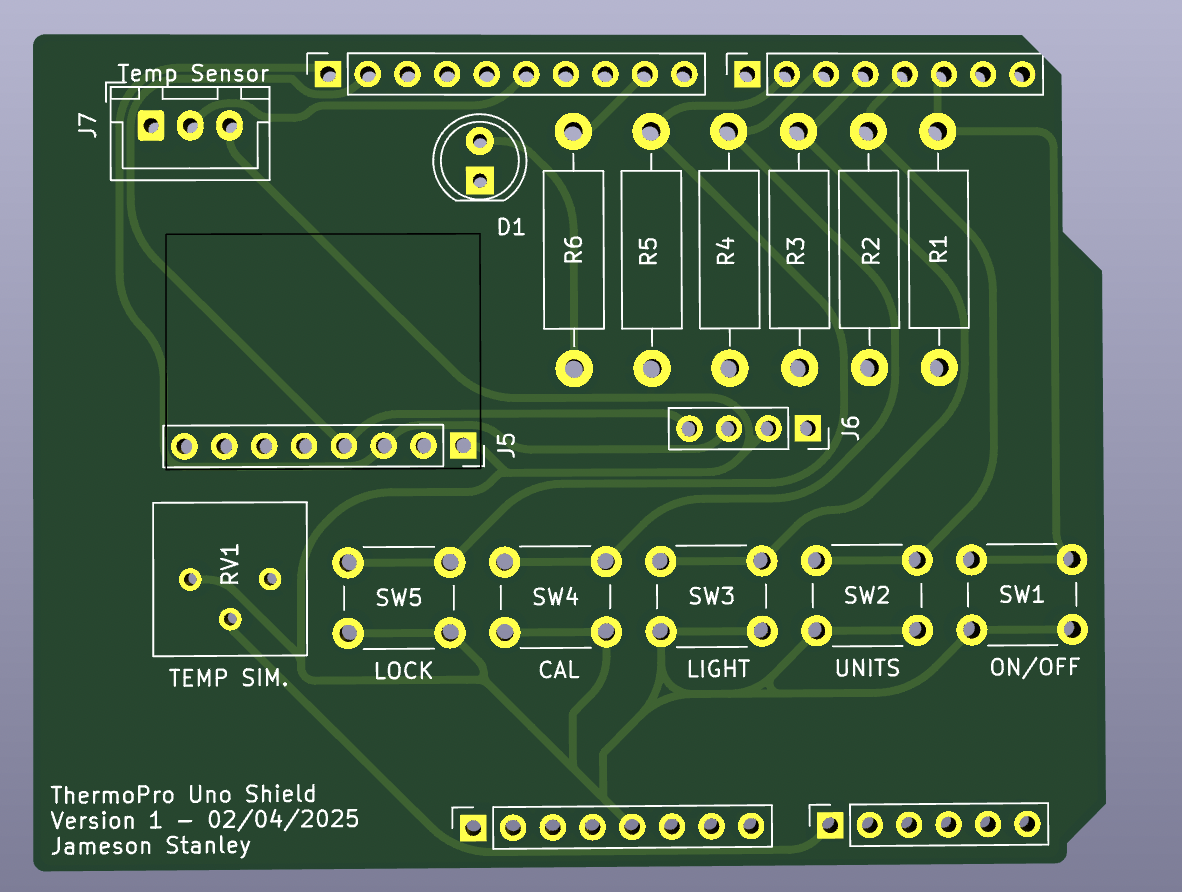 Temp Sensor
J7
D1
R6
R5
R4
R3
R2
R1
J5
J6
RV1
TEMP SIM.
SW5
SW4
SW3
SW2
SW1
LOCK
CAL
LIGHT
UNITS
ON/OFF
ThermoPro Uno Shield
Version 1 – 02/04/2025
Jameson Stanley